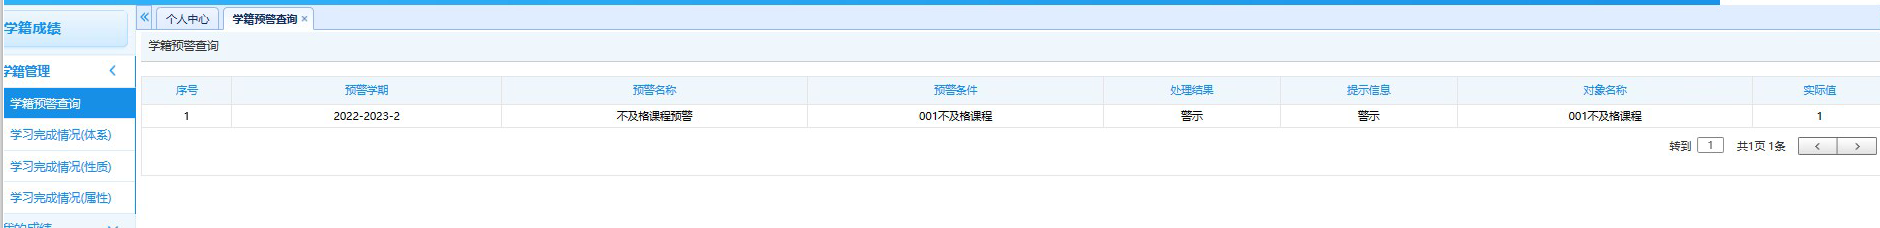 学籍成绩
个人中心 学籍预警查询
学籍预警查询
学籍管理
学籍预警查询
学习完成情况(体系)
学习完成情况(性质)
学习完成情况(属性)
我的成绩
序号 预警学期 预警名称 预警条件 处理结果 提示信息 对象名称 实际值
1 2022-2023-2 不及格课程预警 001不及格课程 警示 警示 001不及格课程 1
转到 1 共1页 1条